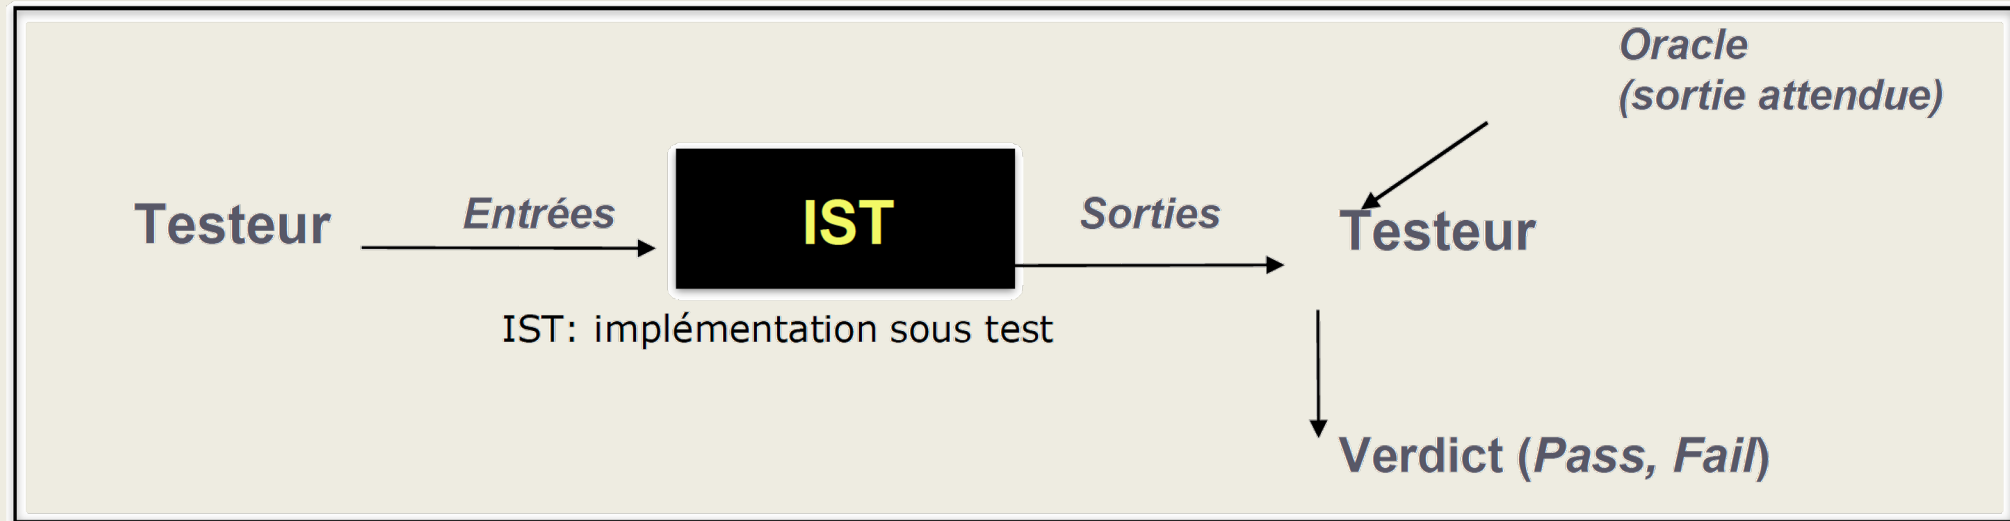 Oracle
(sortie attendue)
Testeur
Entrées
IST
Sorties
Testeur
IST: implémentation sous test
Verdict (Pass, Fail)